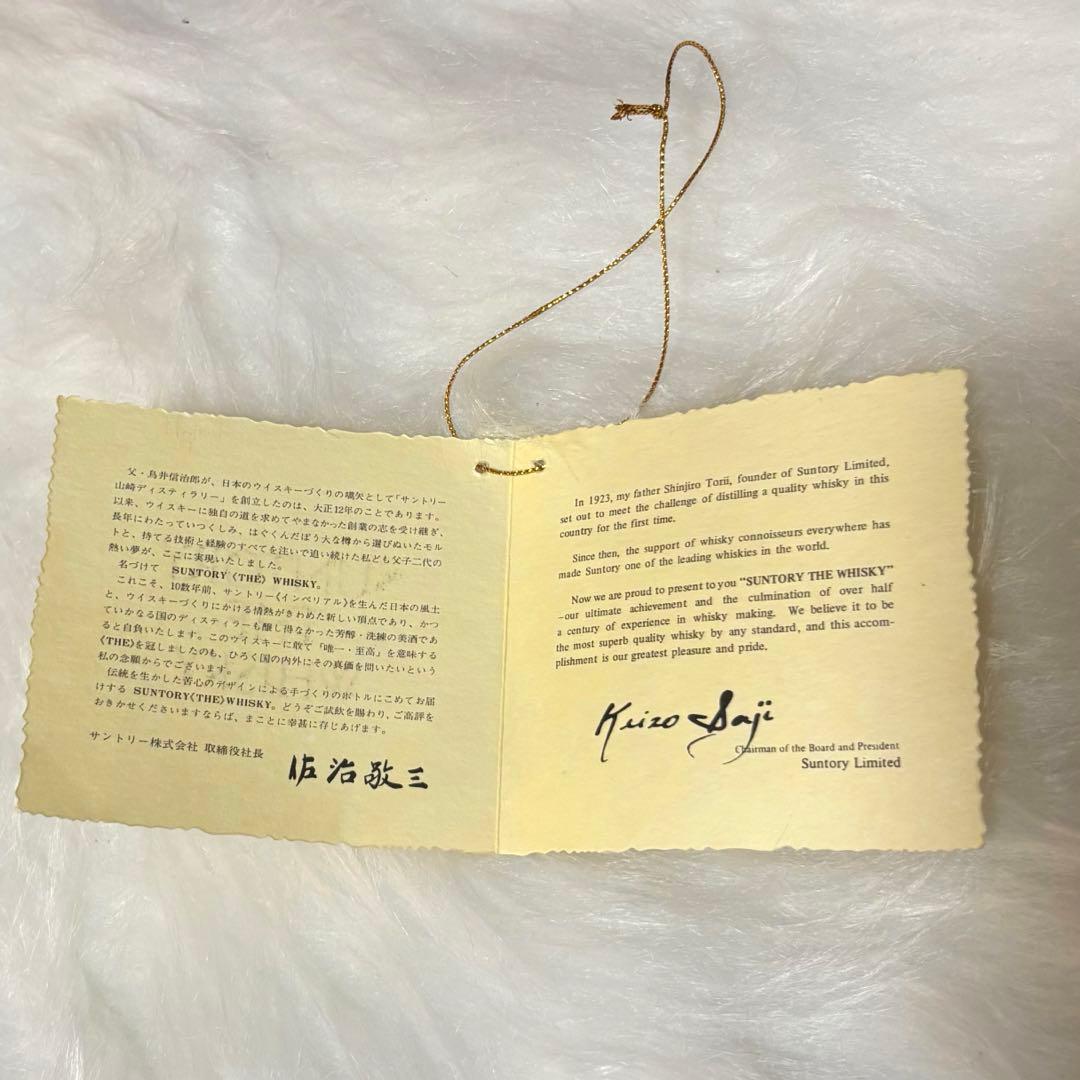 父・鳥井信治郎が、日本のウイスキーづくりの嚆矢として「サントリー
山崎ディスティラリー」を創立したのは、大正12年のことであります。
以来、ウイスキーに独自の道を求めてやまなかった創業の志を受け継ぎ、
長年にわたっていつくしみ、はぐくんだぼう大な樽から選びぬいたモル
トと、持てる技術と経験のすべてを注いで追い続けた私ども父子二代の
熱い夢が、ここに実現いたしました。
名づけて SUNTORY《THE》WHISKY。
これこそ、10数年前、サントリー《インペリアル》を生んだ日本の風土
と、ウイスキーづくりにかける情熱がきわめた新しい頂点であり、かつ
ていかなる国のディスティラーも醸し得なかった芳醇・洗練の美酒であ
ると自負いたします。このウイスキーに敢て「唯一・至高」を意味する
《THE》を冠しましたのも、ひろく国の内外にその真価を問いたいという
私の念願からでございます。
伝統を生かした苦心のデザインによる手づくりのボトルにこめてお届
けする SUNTORY《THE》WHISKY。どうぞご試飲を賜わり、ご高評を
おきかせくださいますならば、まことに幸甚に存じあげます。
サントリー株式会社 取締役社長
佐治敬三
In 1923, my father Shinjiro Torii, founder of Suntory Limited,
set out to meet the challenge of distilling a quality whisky in this
country for the first time.
Since then, the support of whisky connoisseurs everywhere has
made Suntory one of the leading whiskies in the world.
Now we are proud to present to you "SUNTORY THE WHISKY"
–our ultimate achievement and the culmination of over half
a century of experience in whisky making. We believe it to be
the most superb quality whisky by any standard, and this accom-
plishment is our greatest pleasure and pride.
Keizo Saji
Chairman of the Board and President
Suntory Limited